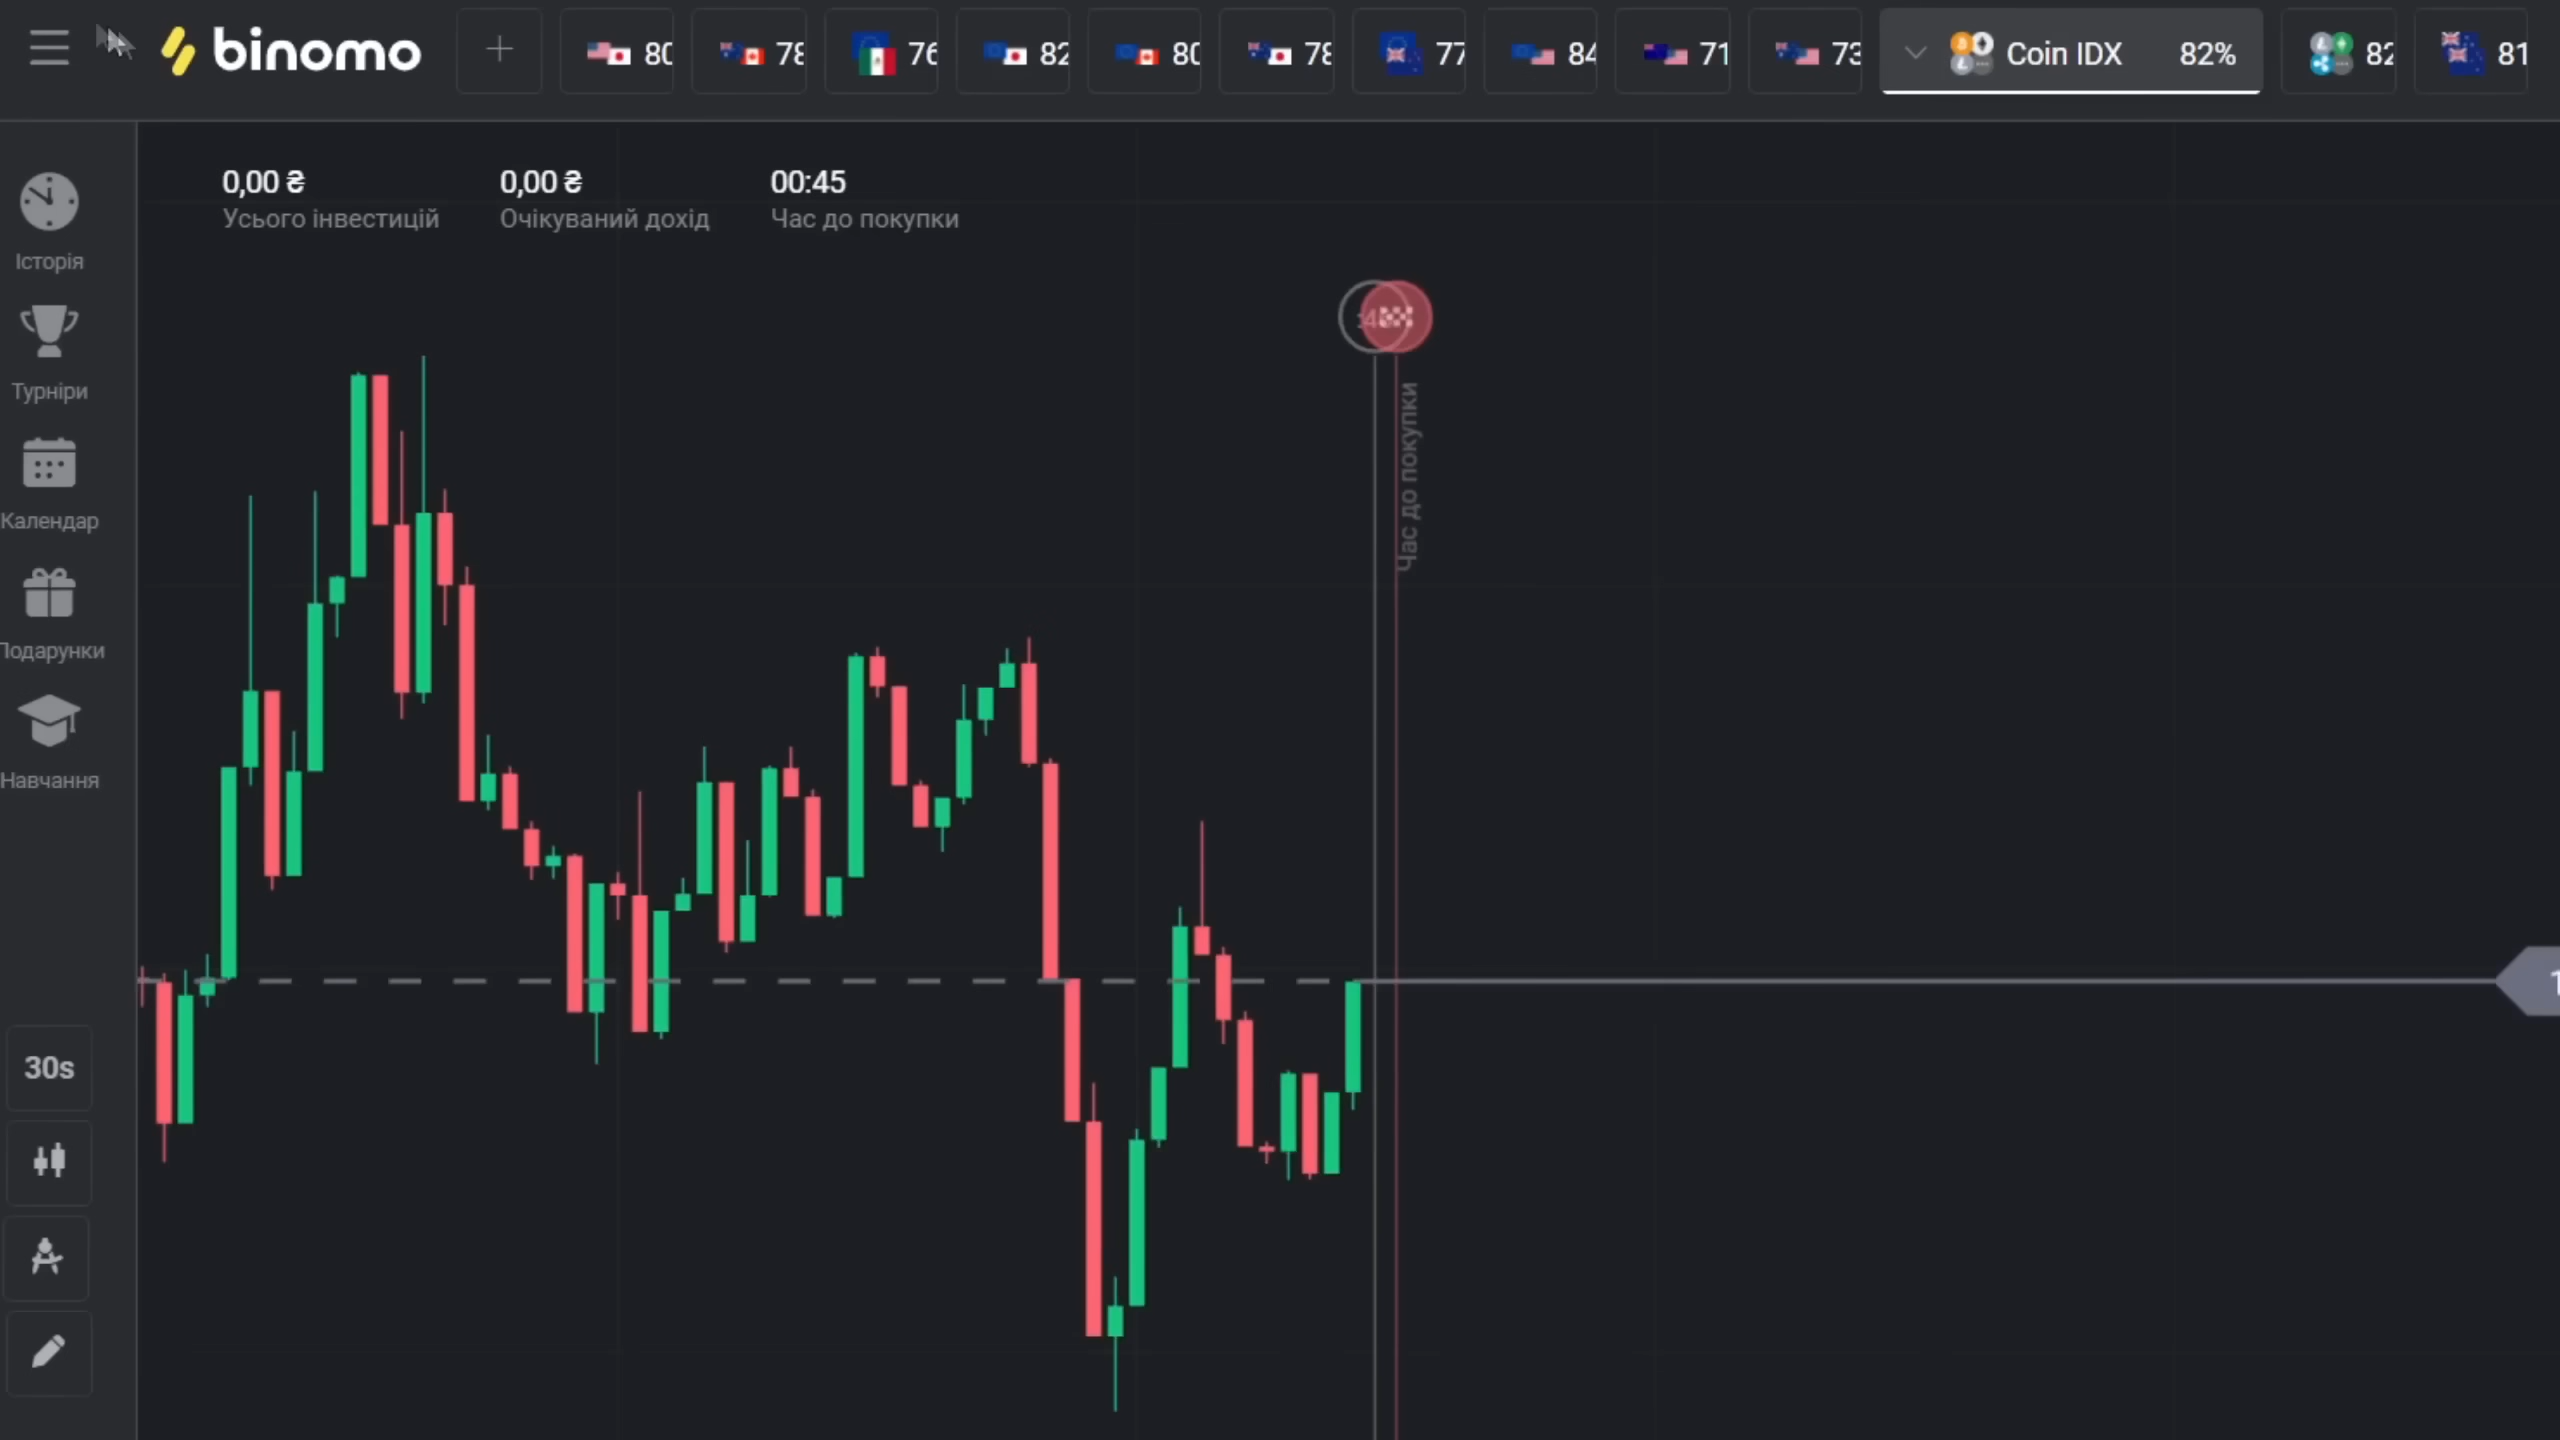 binomo
80
78
76
82
80
78
77
84
71
73
Coin IDX 82%
82
81
0,00 ₴ 0,00 ₴ 00:45
Усього інвестицій Очікуваний дохід Час до покупки
Історія
Турніри
Календар
Подарунки
Навчання
Час до покупки
30s